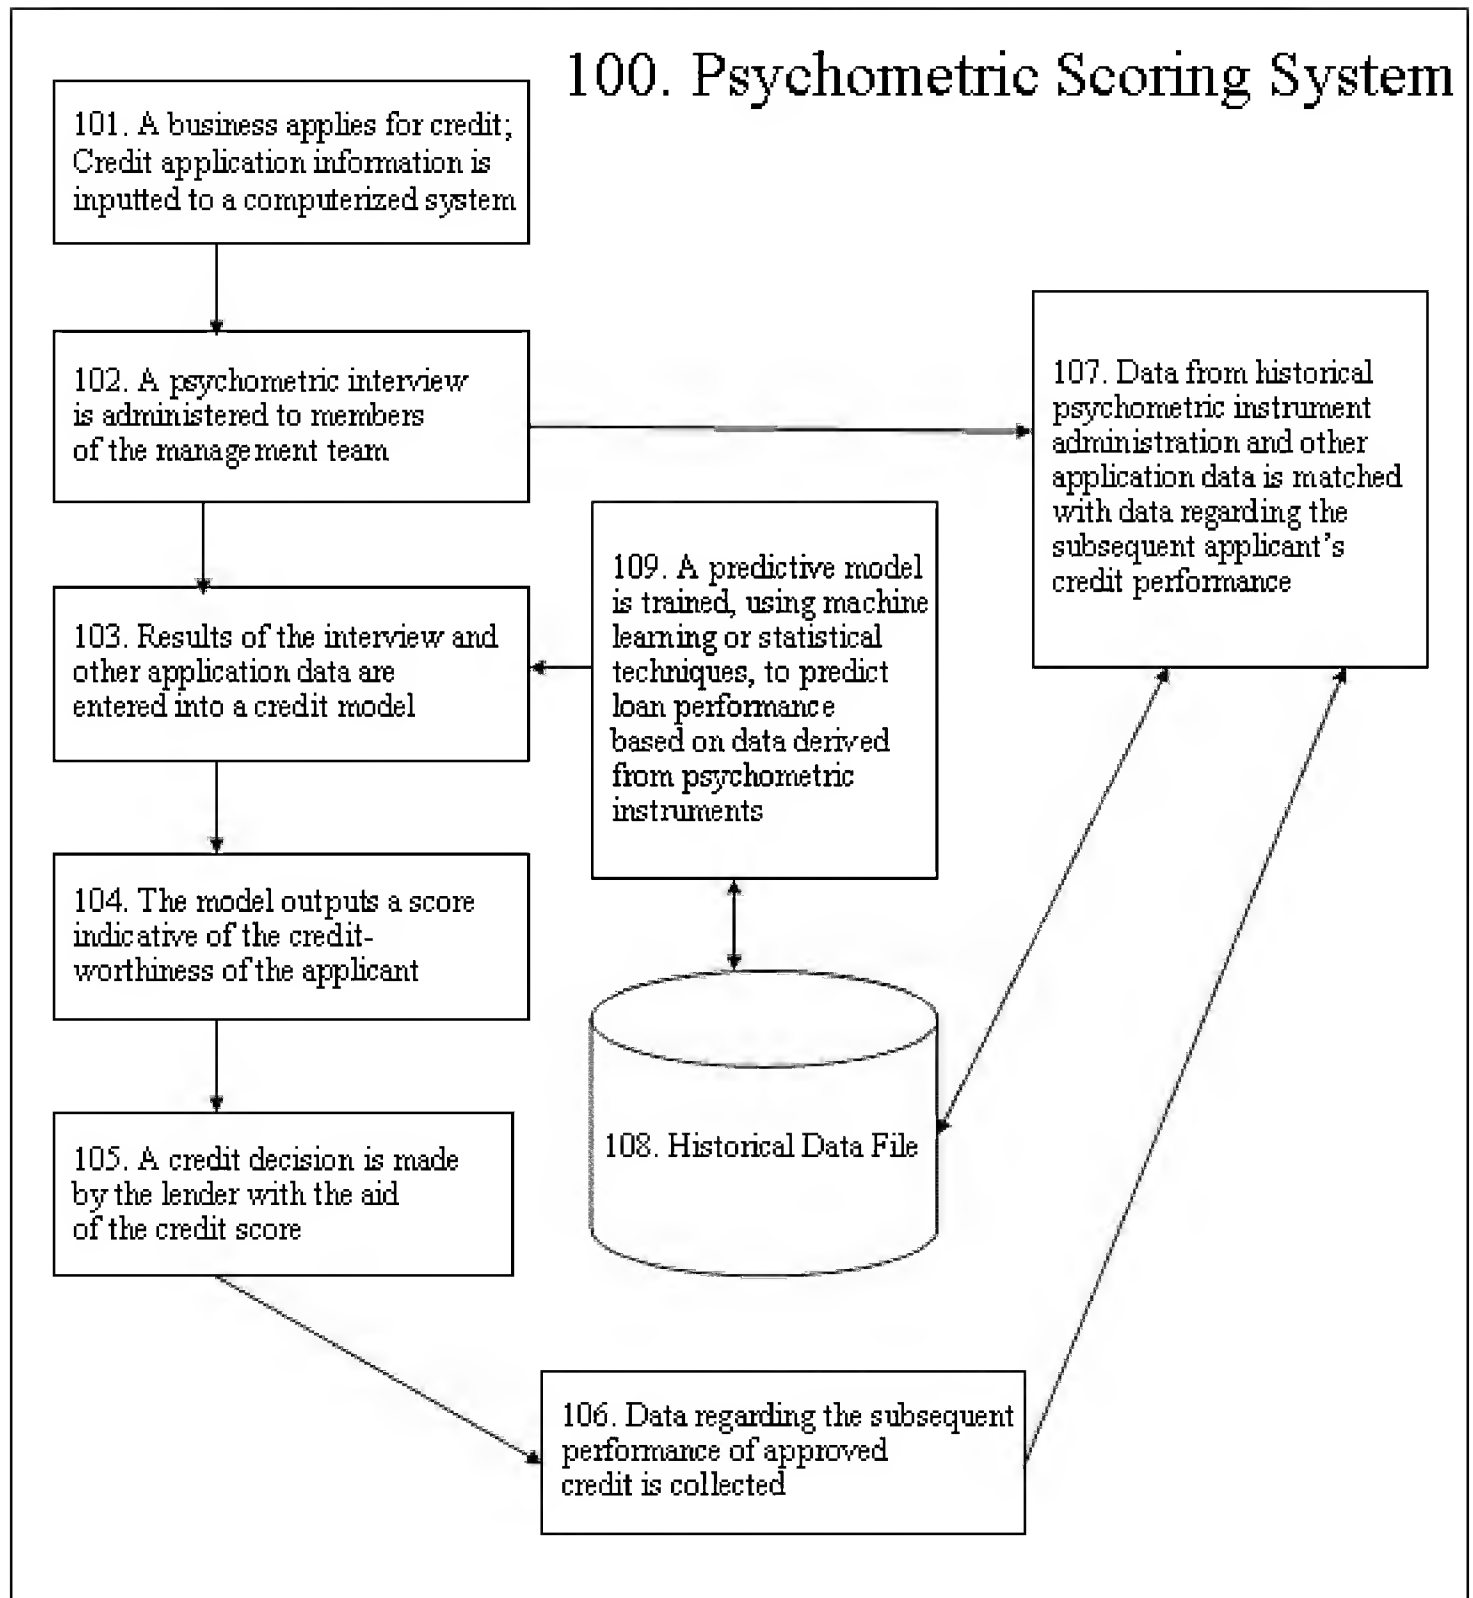 100. Psychometric Scoring System
101. A business applies for credit;
Credit application information is
inputted to a computerized system
102. A psychometric interview
is administered to members
of the management team
103. Results of the interview and
other application data are
entered into a credit model
104. The model outputs a score
indicative of the credit-
worthiness of the applicant
105. A credit decision is made
by the lender with the aid
of the credit score
106. Data regarding the subsequent
performance of approved
credit is collected
107. Data from historical
psychometric instrument
administration and other
application data is matched
with data regarding the
subsequent applicant's
credit performance
108. Historical Data File
109. A predictive model
is trained, using machine
learning or statistical
techniques, to predict
loan performance
based on data derived
from psychometric
instruments